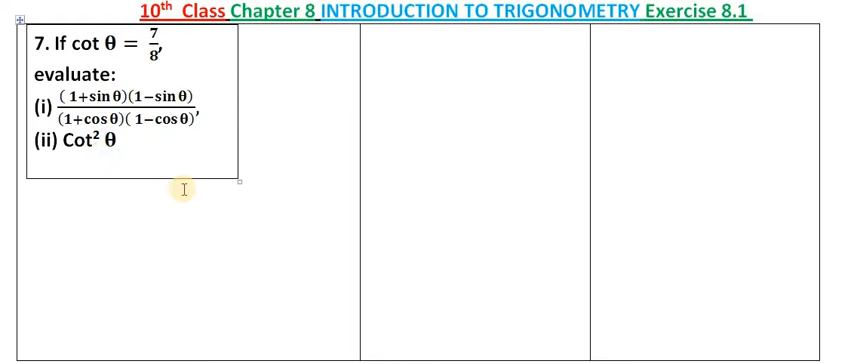 10th Class Chapter 8 INTRODUCTION TO TRIGONOMETRY Exercise 8.1
7. If cot θ = 7/8,
evaluate:
(i) (1+sin θ)(1−sin θ)/(1+cos θ)(1−cos θ),
(ii) Cot² θ